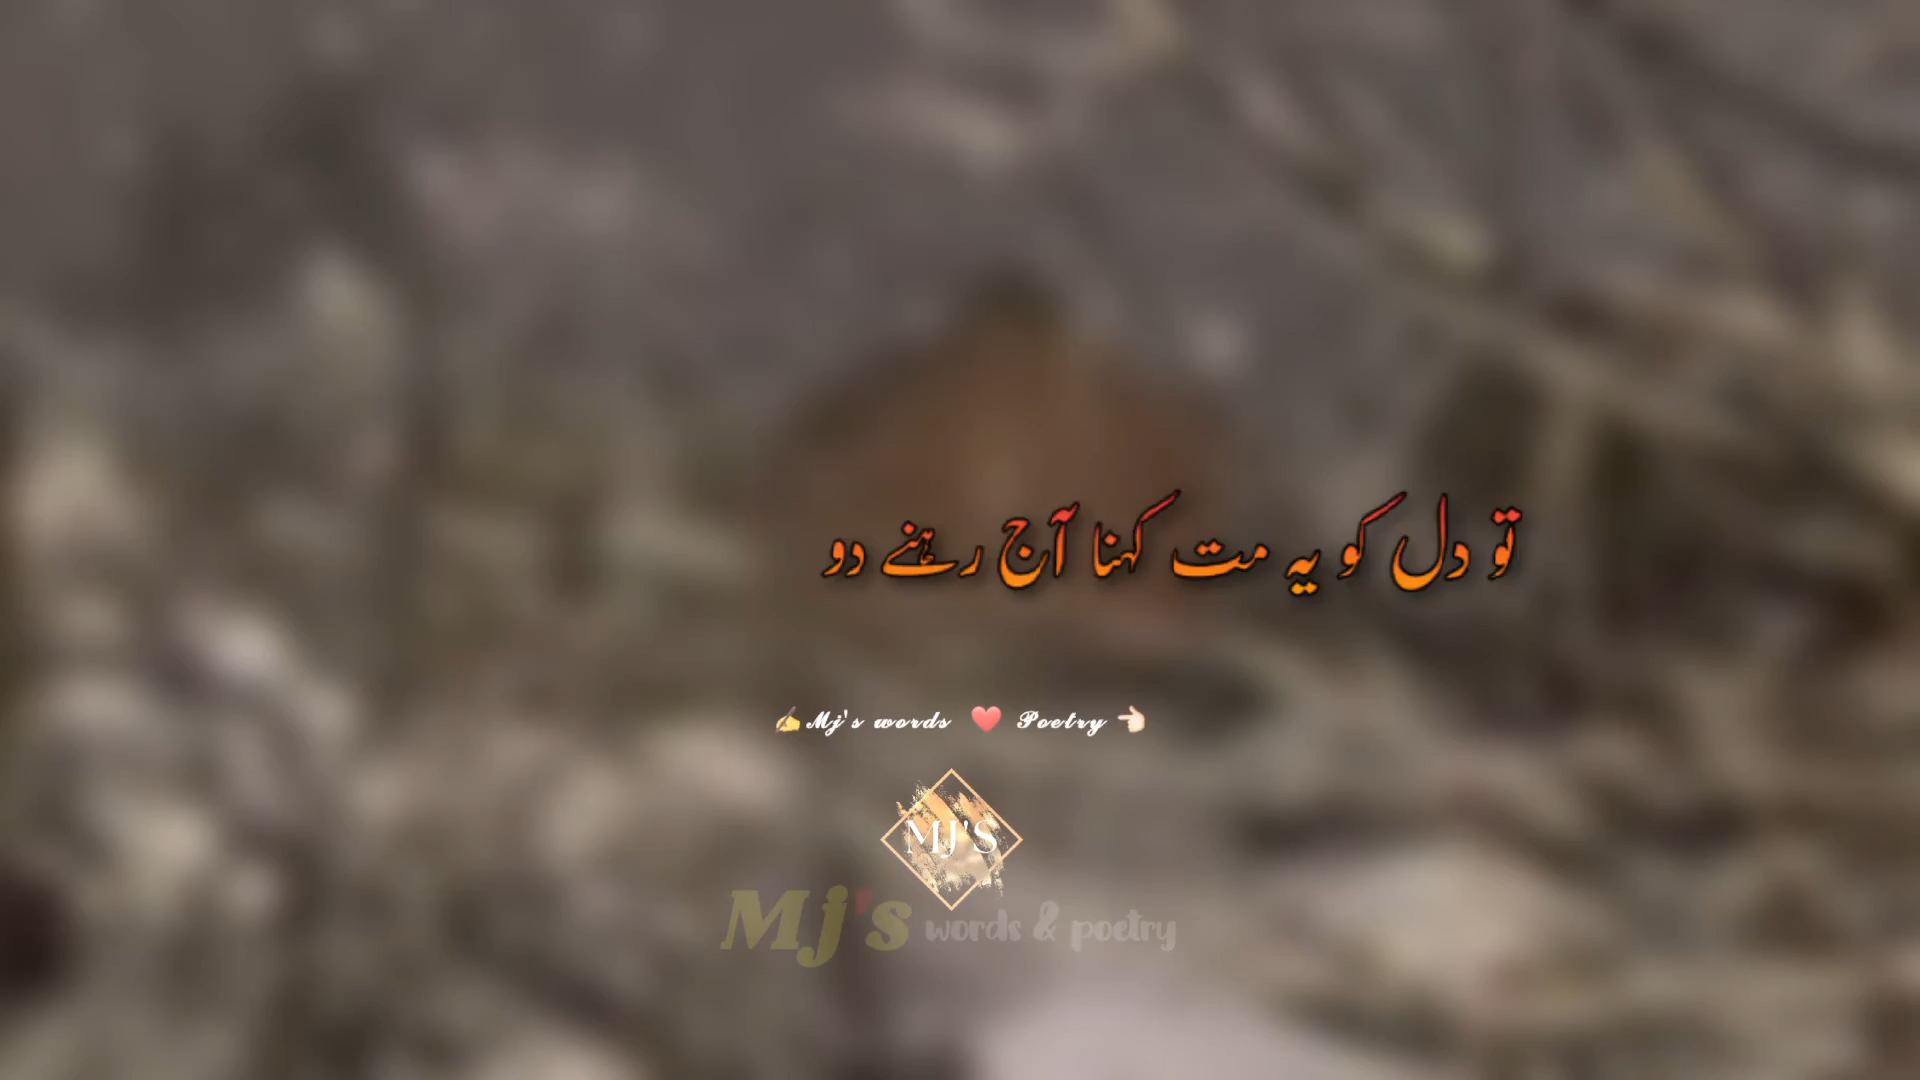 تو دل کو یہ مت کہنا آج رہنے دو
✍️Mj's words ❤️ Poetry 👈🏻
MJ'S
Mj's words & poetry